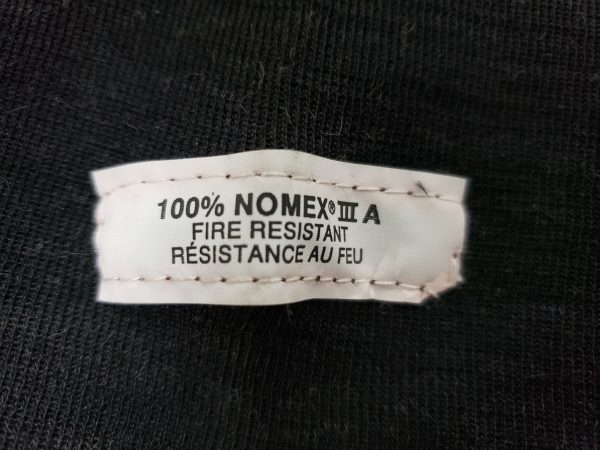 100% NOMEX® III A
FIRE RESISTANT
RÉSISTANCE AU FEU